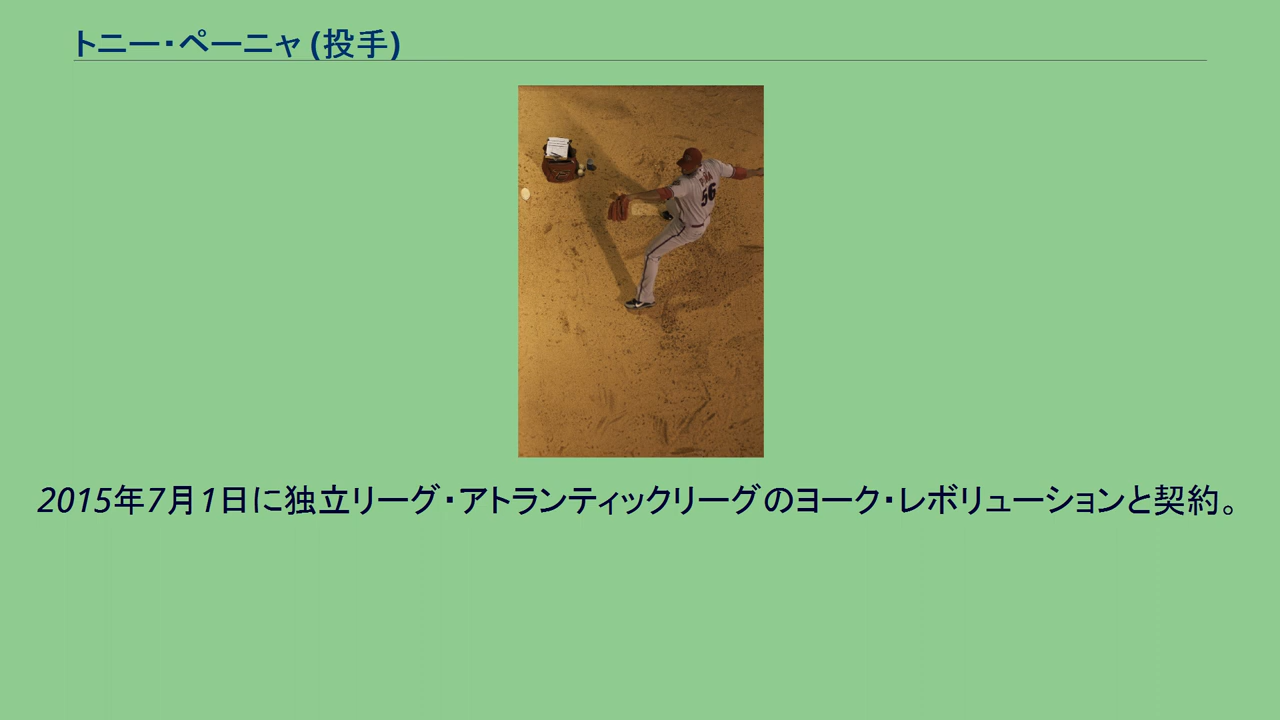 トニー・ペーニャ (投手)
56
2015年7月1日に独立リーグ・アトランティックリーグのヨーク・レボリューションと契約。